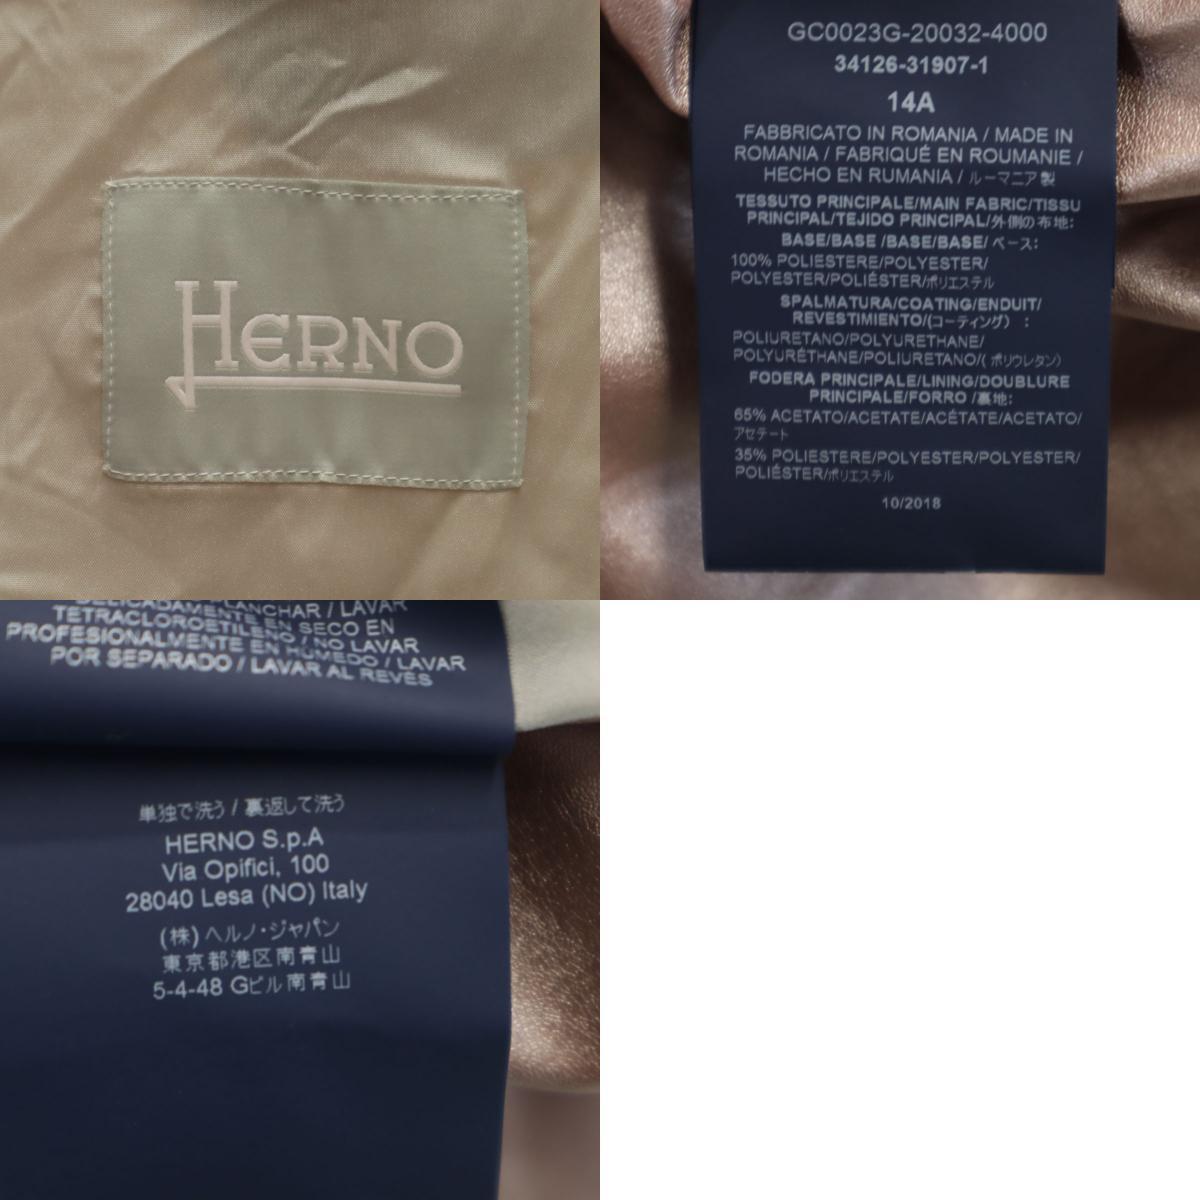 HERNO
GC0023G-20032-4000
34126-31907-1
14A
FABBRICATO IN ROMANIA / MADE IN
ROMANIA / FABRIQUÉ EN ROUMANIE /
HECHO EN RUMANIA / ルーマニア製
TESSUTO PRINCIPALE/MAIN FABRIC/TISSU
PRINCIPAL/TEJIDO PRINCIPAL/外側の布地:
BASE/BASE /BASE/BASE/ ベース:
100% POLIESTERE/POLYESTER/
POLYESTER/POLIÉSTER/ポリエステル
SPALMATURA/COATING/ENDUIT/
REVESTIMIENTO/(コーティング) :
POLIURETANO/POLYURETHANE/
POLYURÉTHANE/POLIURETANO/( ポリウレタン)
FODERA PRINCIPALE/LINING/DOUBLURE
PRINCIPALE/FORRO /裏地:
65% ACETATO/ACETATE/ACÉTATE/ACETATO/
アセテート
35% POLIESTERE/POLYESTER/POLYESTER/
POLIÉSTER/ポリエステル
10/2018
DELICADAMENTE PLANCHAR / LAVAR
TETRACLOROETILENO / EN SECO EN
PROFESIONALMENTE EN HÚMEDO / NO LAVAR
POR SEPARADO / LAVAR AL REVÉS / LAVAR
単独で洗う / 裏返して洗う
HERNO S.p.A
Via Opifici, 100
28040 Lesa (NO) Italy
(株) ヘルノ・ジャパン
東京都港区南青山
5-4-48 Gビル南青山